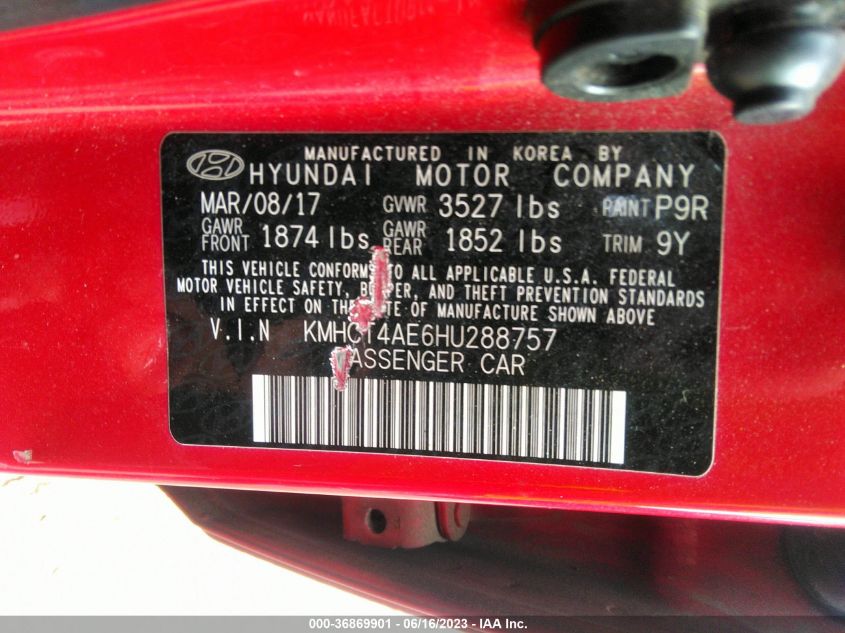 MANUFACTURED IN KOREA BY
HYUNDAI MOTOR COMPANY
MAR/08/17 GVWR 3527 lbs PAINT P9R
GAWR FRONT 1874 lbs GAWR REAR 1852 lbs TRIM 9Y
THIS VEHICLE CONFORMS TO ALL APPLICABLE U.S.A. FEDERAL
MOTOR VEHICLE SAFETY, BUMPER, AND THEFT PREVENTION STANDARDS
IN EFFECT ON THE DATE OF MANUFACTURE SHOWN ABOVE
V.I.N KMHCT4AE6HU288757
PASSENGER CAR
000-36869901 - 06/16/2023 - IAA Inc.